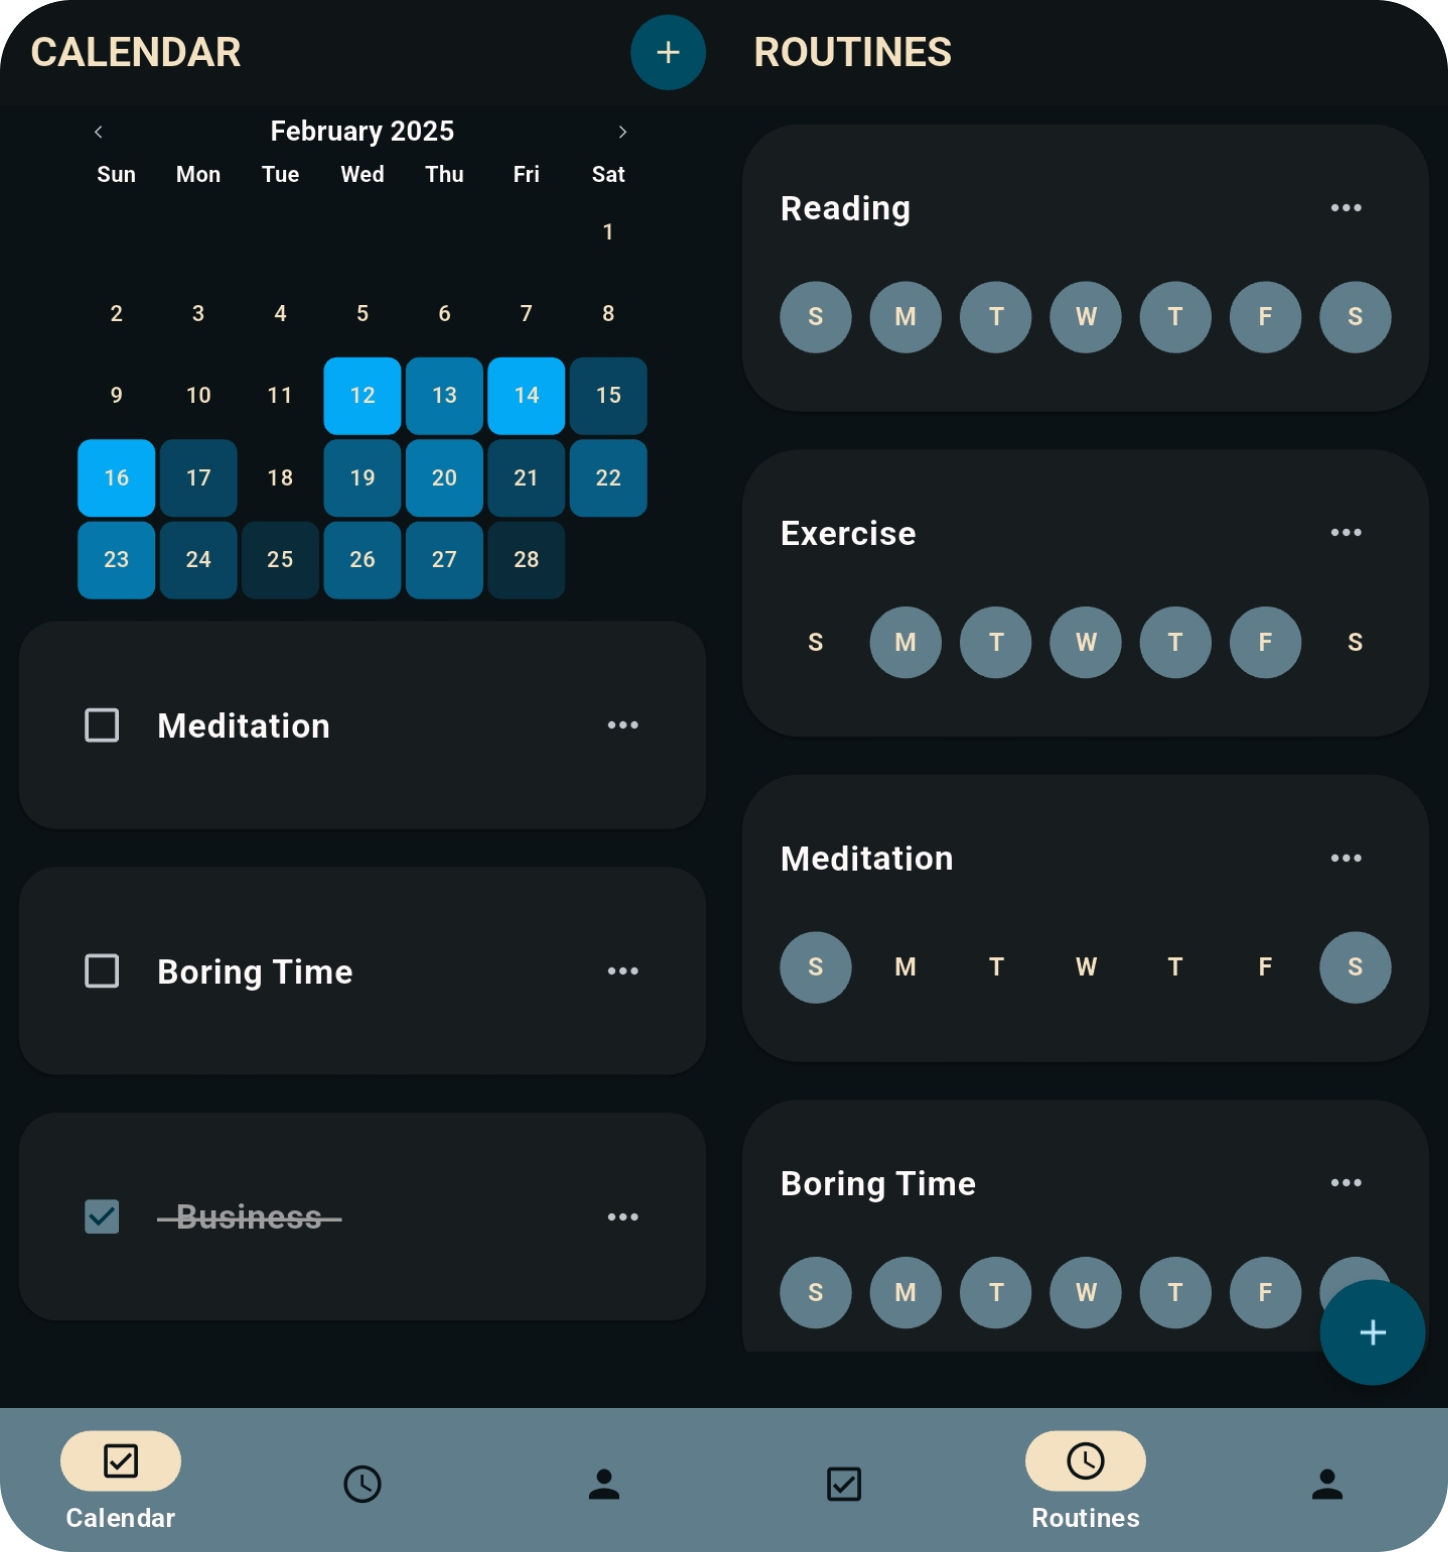 CALENDAR
February 2025
Sun Mon Tue Wed Thu Fri Sat
1
2 3 4 5 6 7 8
9 10 11 12 13 14 15
16 17 18 19 20 21 22
23 24 25 26 27 28
Meditation
Boring Time
Business
Calendar
ROUTINES
Reading
S M T W T F S
Exercise
S M T W T F S
Meditation
S M T W T F S
Boring Time
S M T W T F
Routines